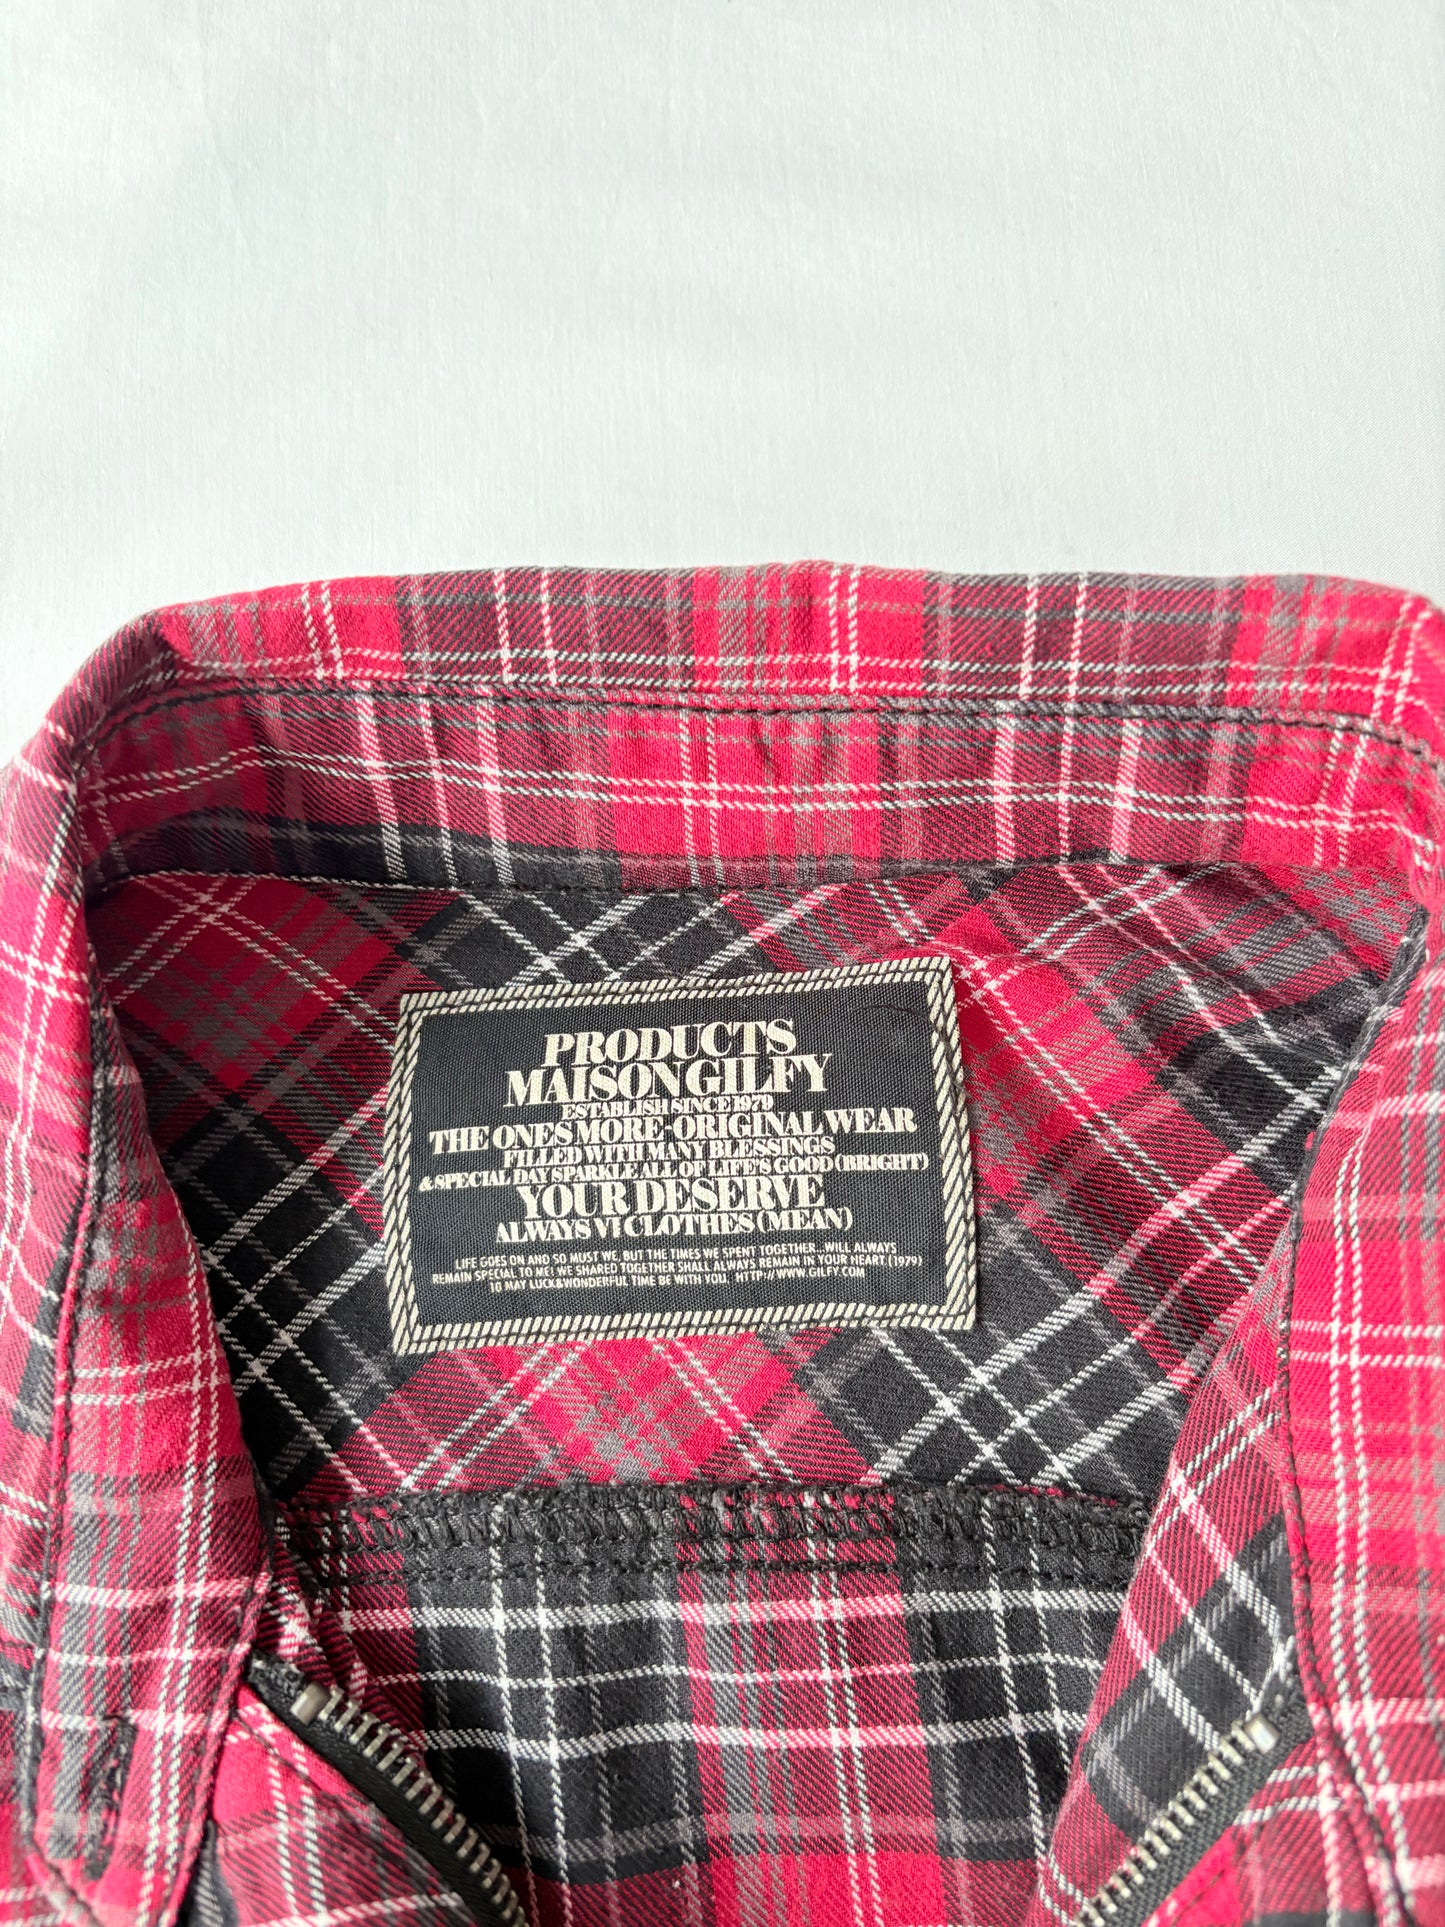 PRODUCTS
MAISONGILFY
ESTABLISH SINCE 1979
THE ONES MORE-ORIGINAL WEAR
FILLED WITH MANY BLESSINGS
& SPECIAL DAY SPARKLE ALL OF LIFE'S GOOD (BRIGHT)
YOUR DESERVE
ALWAYS VI CLOTHES (MEAN)
LIFE GOES ON AND SO MUST WE, BUT THE TIMES WE SPENT TOGETHER...WILL ALWAYS
REMAIN SPECIAL TO ME. WE SHARED TOGETHER SHALL ALWAYS REMAIN IN YOUR HEART (1979)
10 MAY LUCK&WONDERFUL TIME BE WITH YOU. HTTP://WWW.GILFY.COM